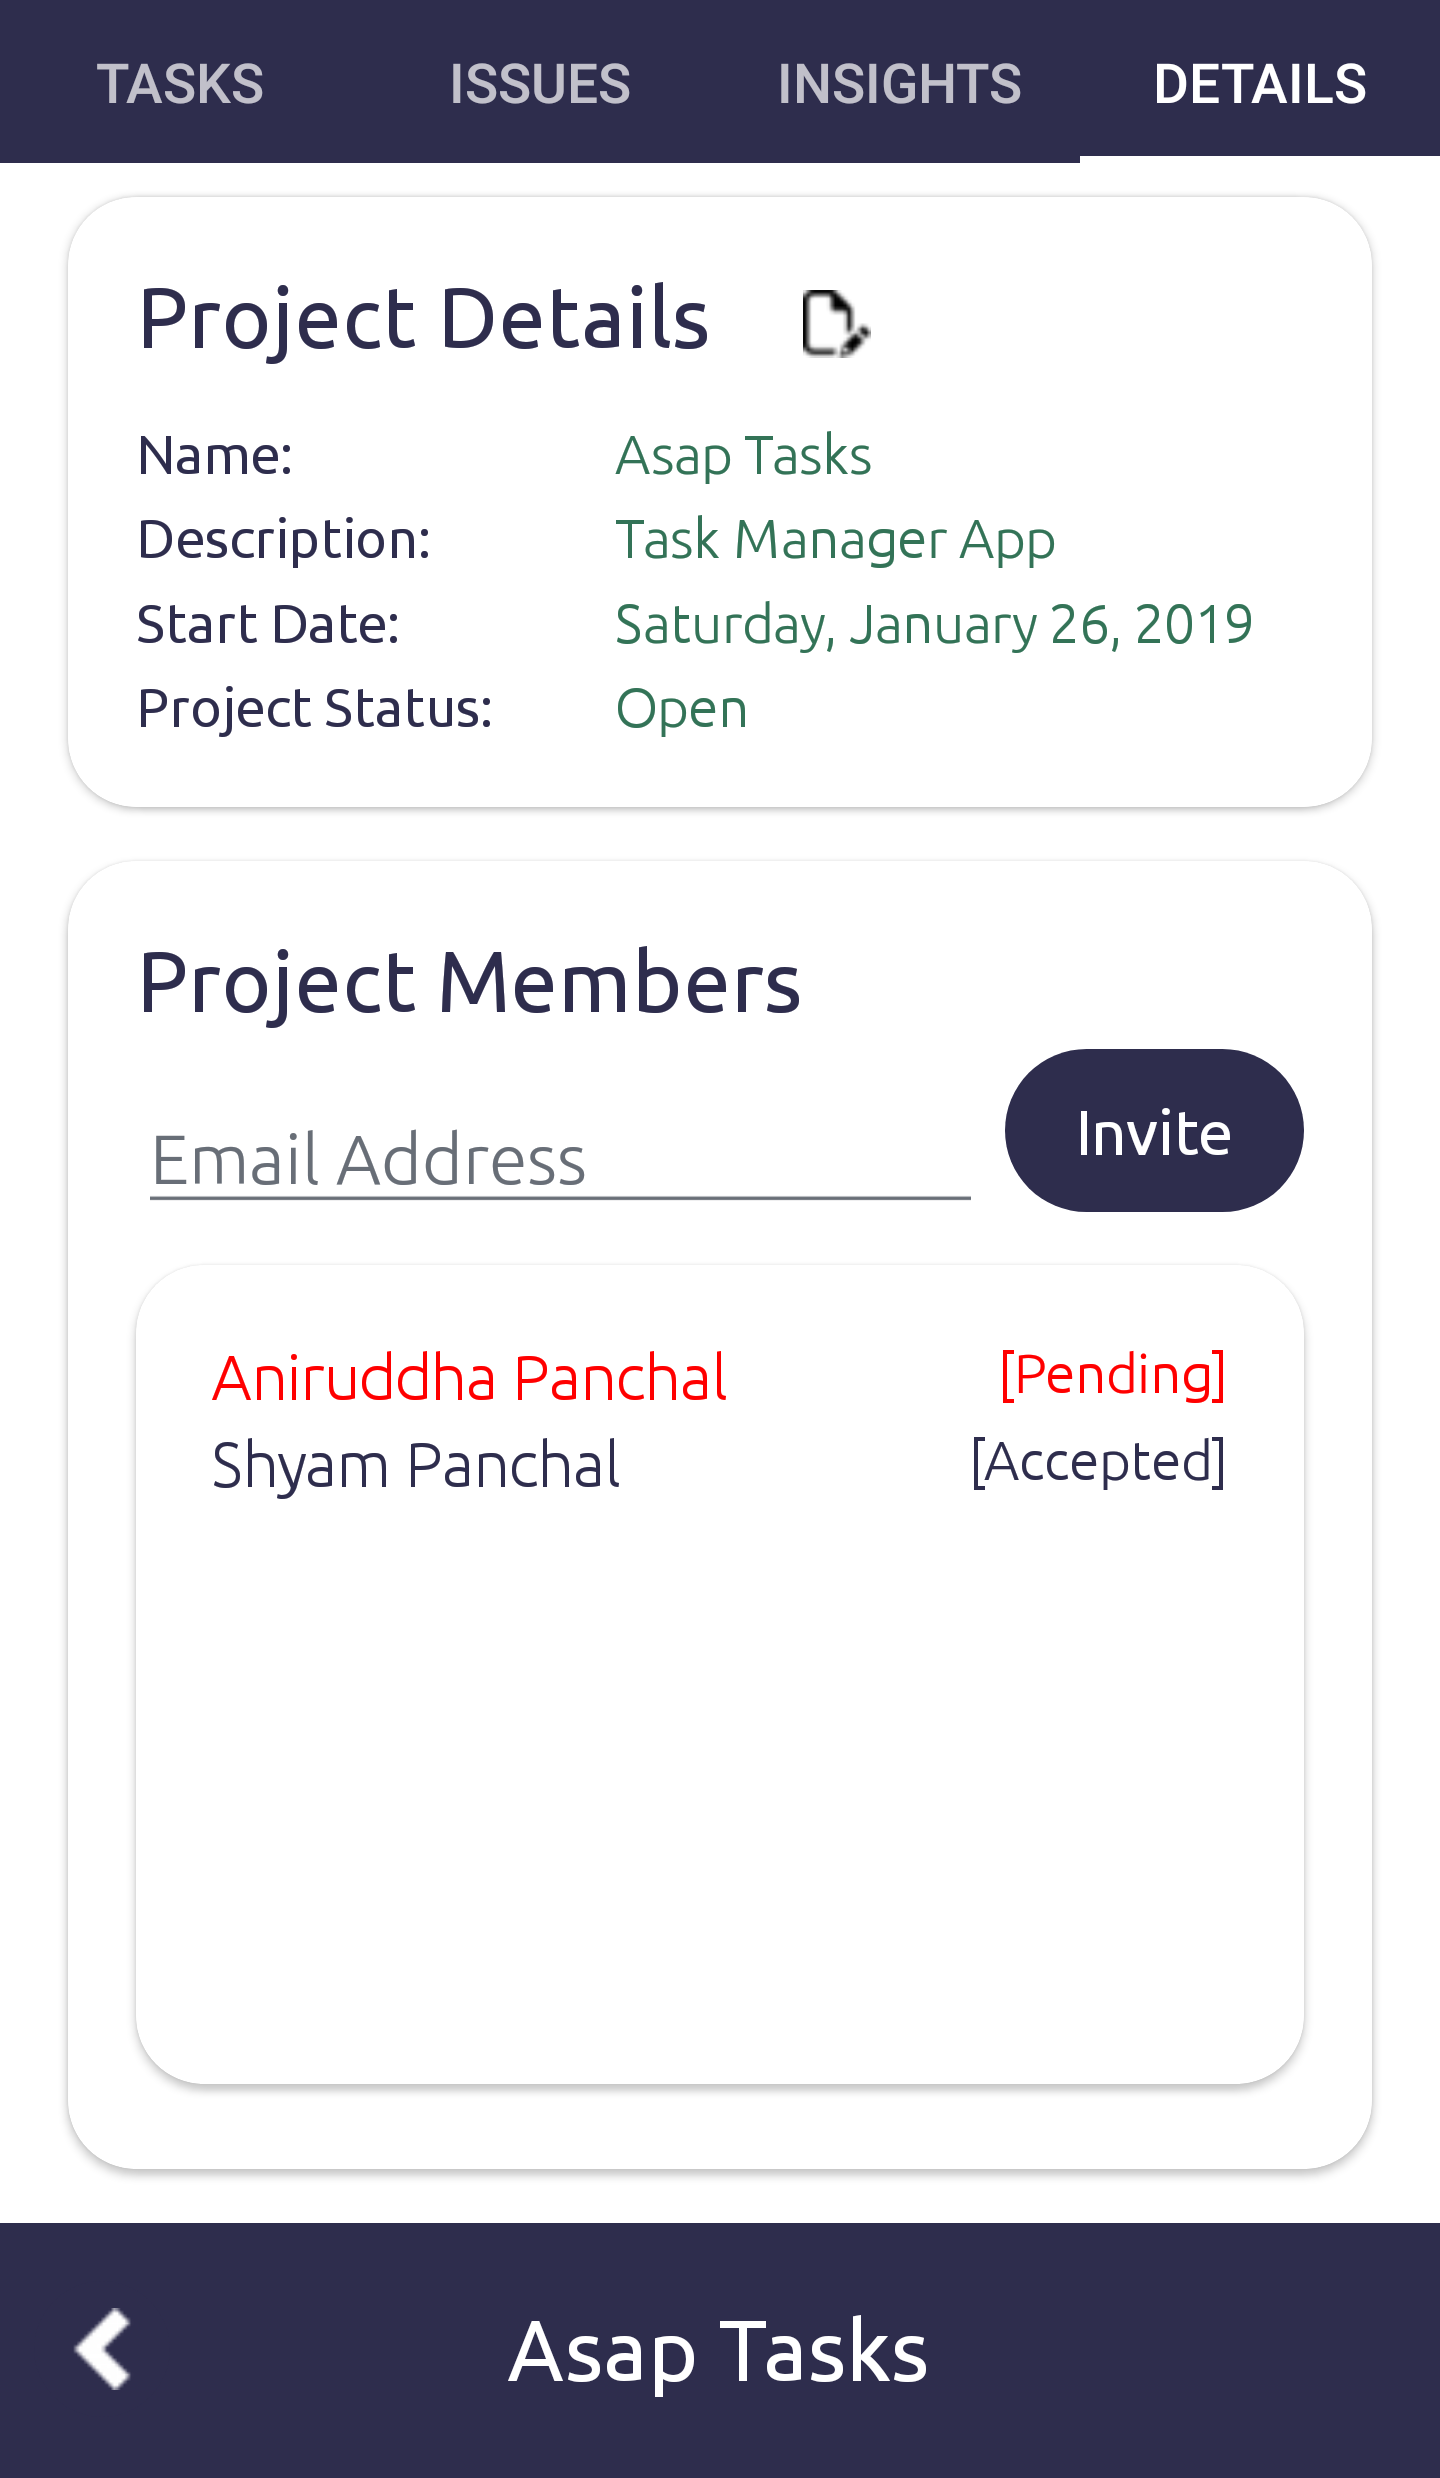 TASKS ISSUES INSIGHTS DETAILS
Project Details
Name: Asap Tasks
Description: Task Manager App
Start Date: Saturday, January 26, 2019
Project Status: Open
Project Members
Email Address
Invite
Aniruddha Panchal [Pending]
Shyam Panchal [Accepted]
Asap Tasks